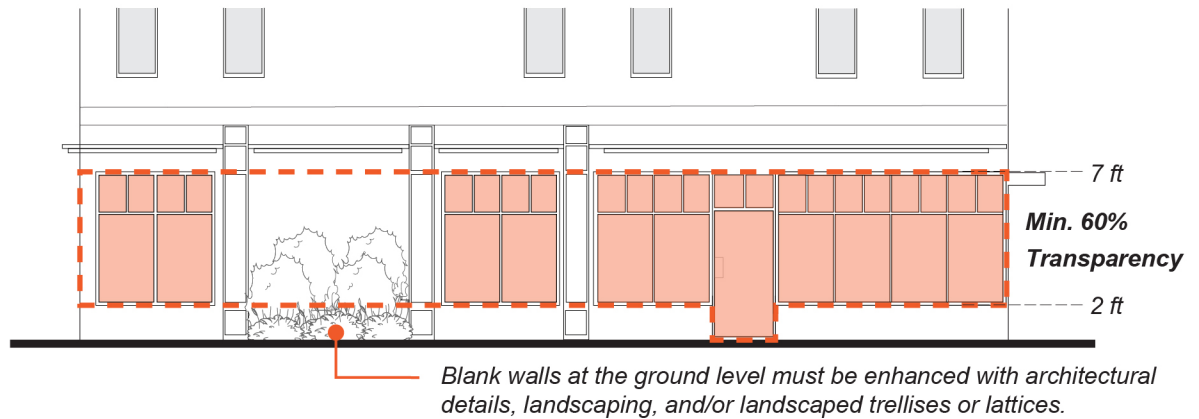 7 ft
Min. 60%
Transparency
2 ft
Blank walls at the ground level must be enhanced with architectural
details, landscaping, and/or landscaped trellises or lattices.